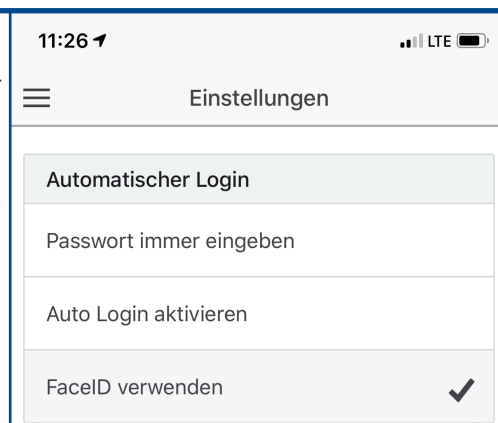 11:26 LTE
Einstellungen
Automatischer Login
Passwort immer eingeben
Auto Login aktivieren
FaceID verwenden